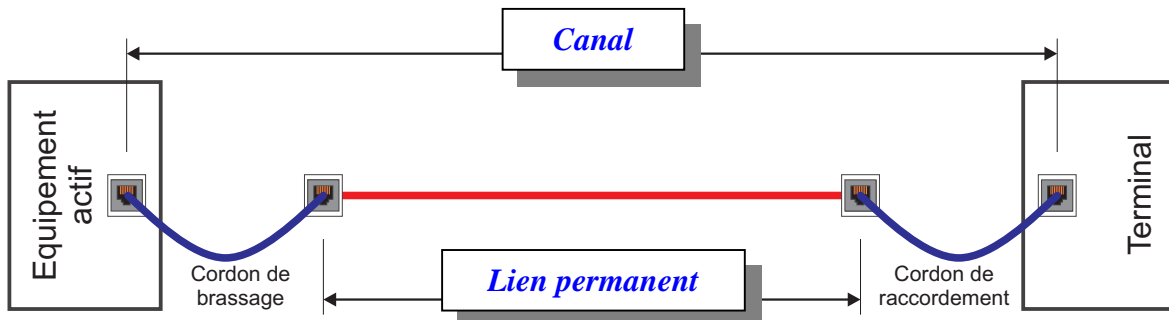 Canal
Equipement
actif
Terminal
Cordon de
brassage
Lien permanent
Cordon de
raccordement